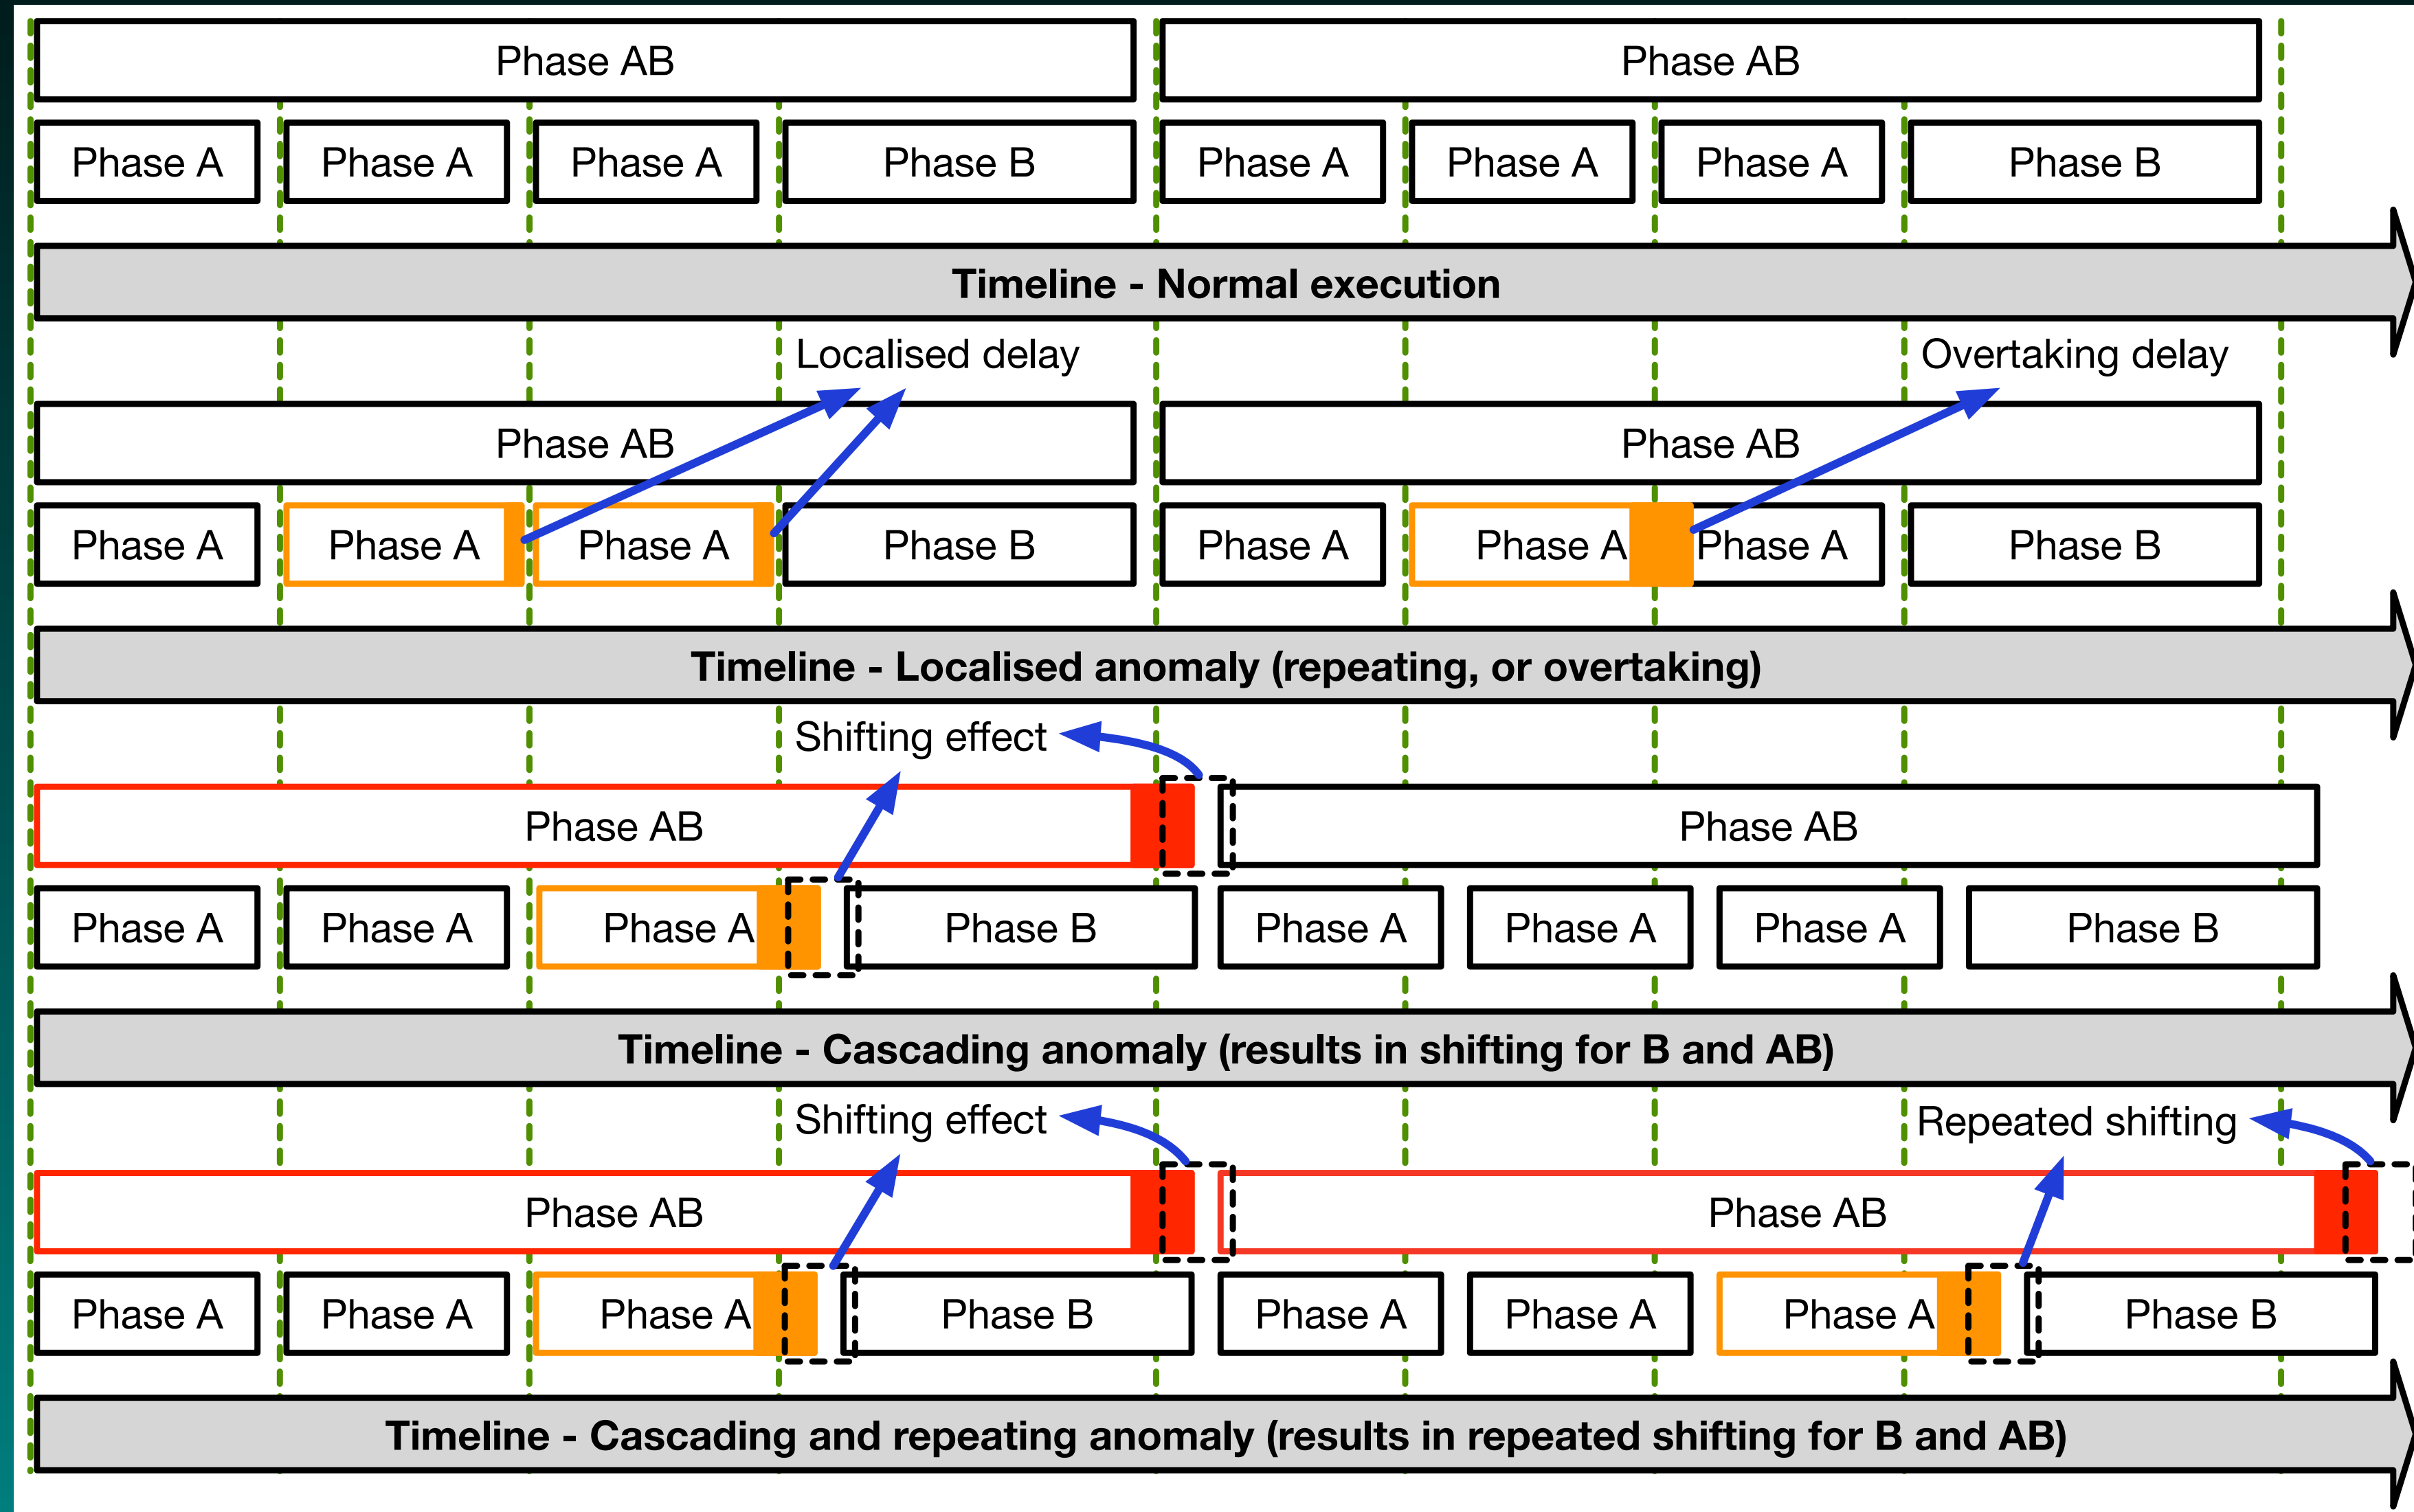 Phase AB
Phase AB
Phase A
Phase A
Phase A
Phase B
Phase A
Phase A
Phase A
Phase B
Timeline - Normal execution
Localised delay
Overtaking delay
Phase AB
Phase AB
Phase A
Phase A
Phase A
Phase B
Phase A
Phase A
Phase A
Phase B
Timeline - Localised anomaly (repeating, or overtaking)
Shifting effect
Phase AB
Phase AB
Phase A
Phase A
Phase A
Phase B
Phase A
Phase A
Phase A
Phase B
Timeline - Cascading anomaly (results in shifting for B and AB)
Shifting effect
Repeated shifting
Phase AB
Phase AB
Phase A
Phase A
Phase A
Phase B
Phase A
Phase A
Phase A
Phase B
Timeline - Cascading and repeating anomaly (results in repeated shifting for B and AB)